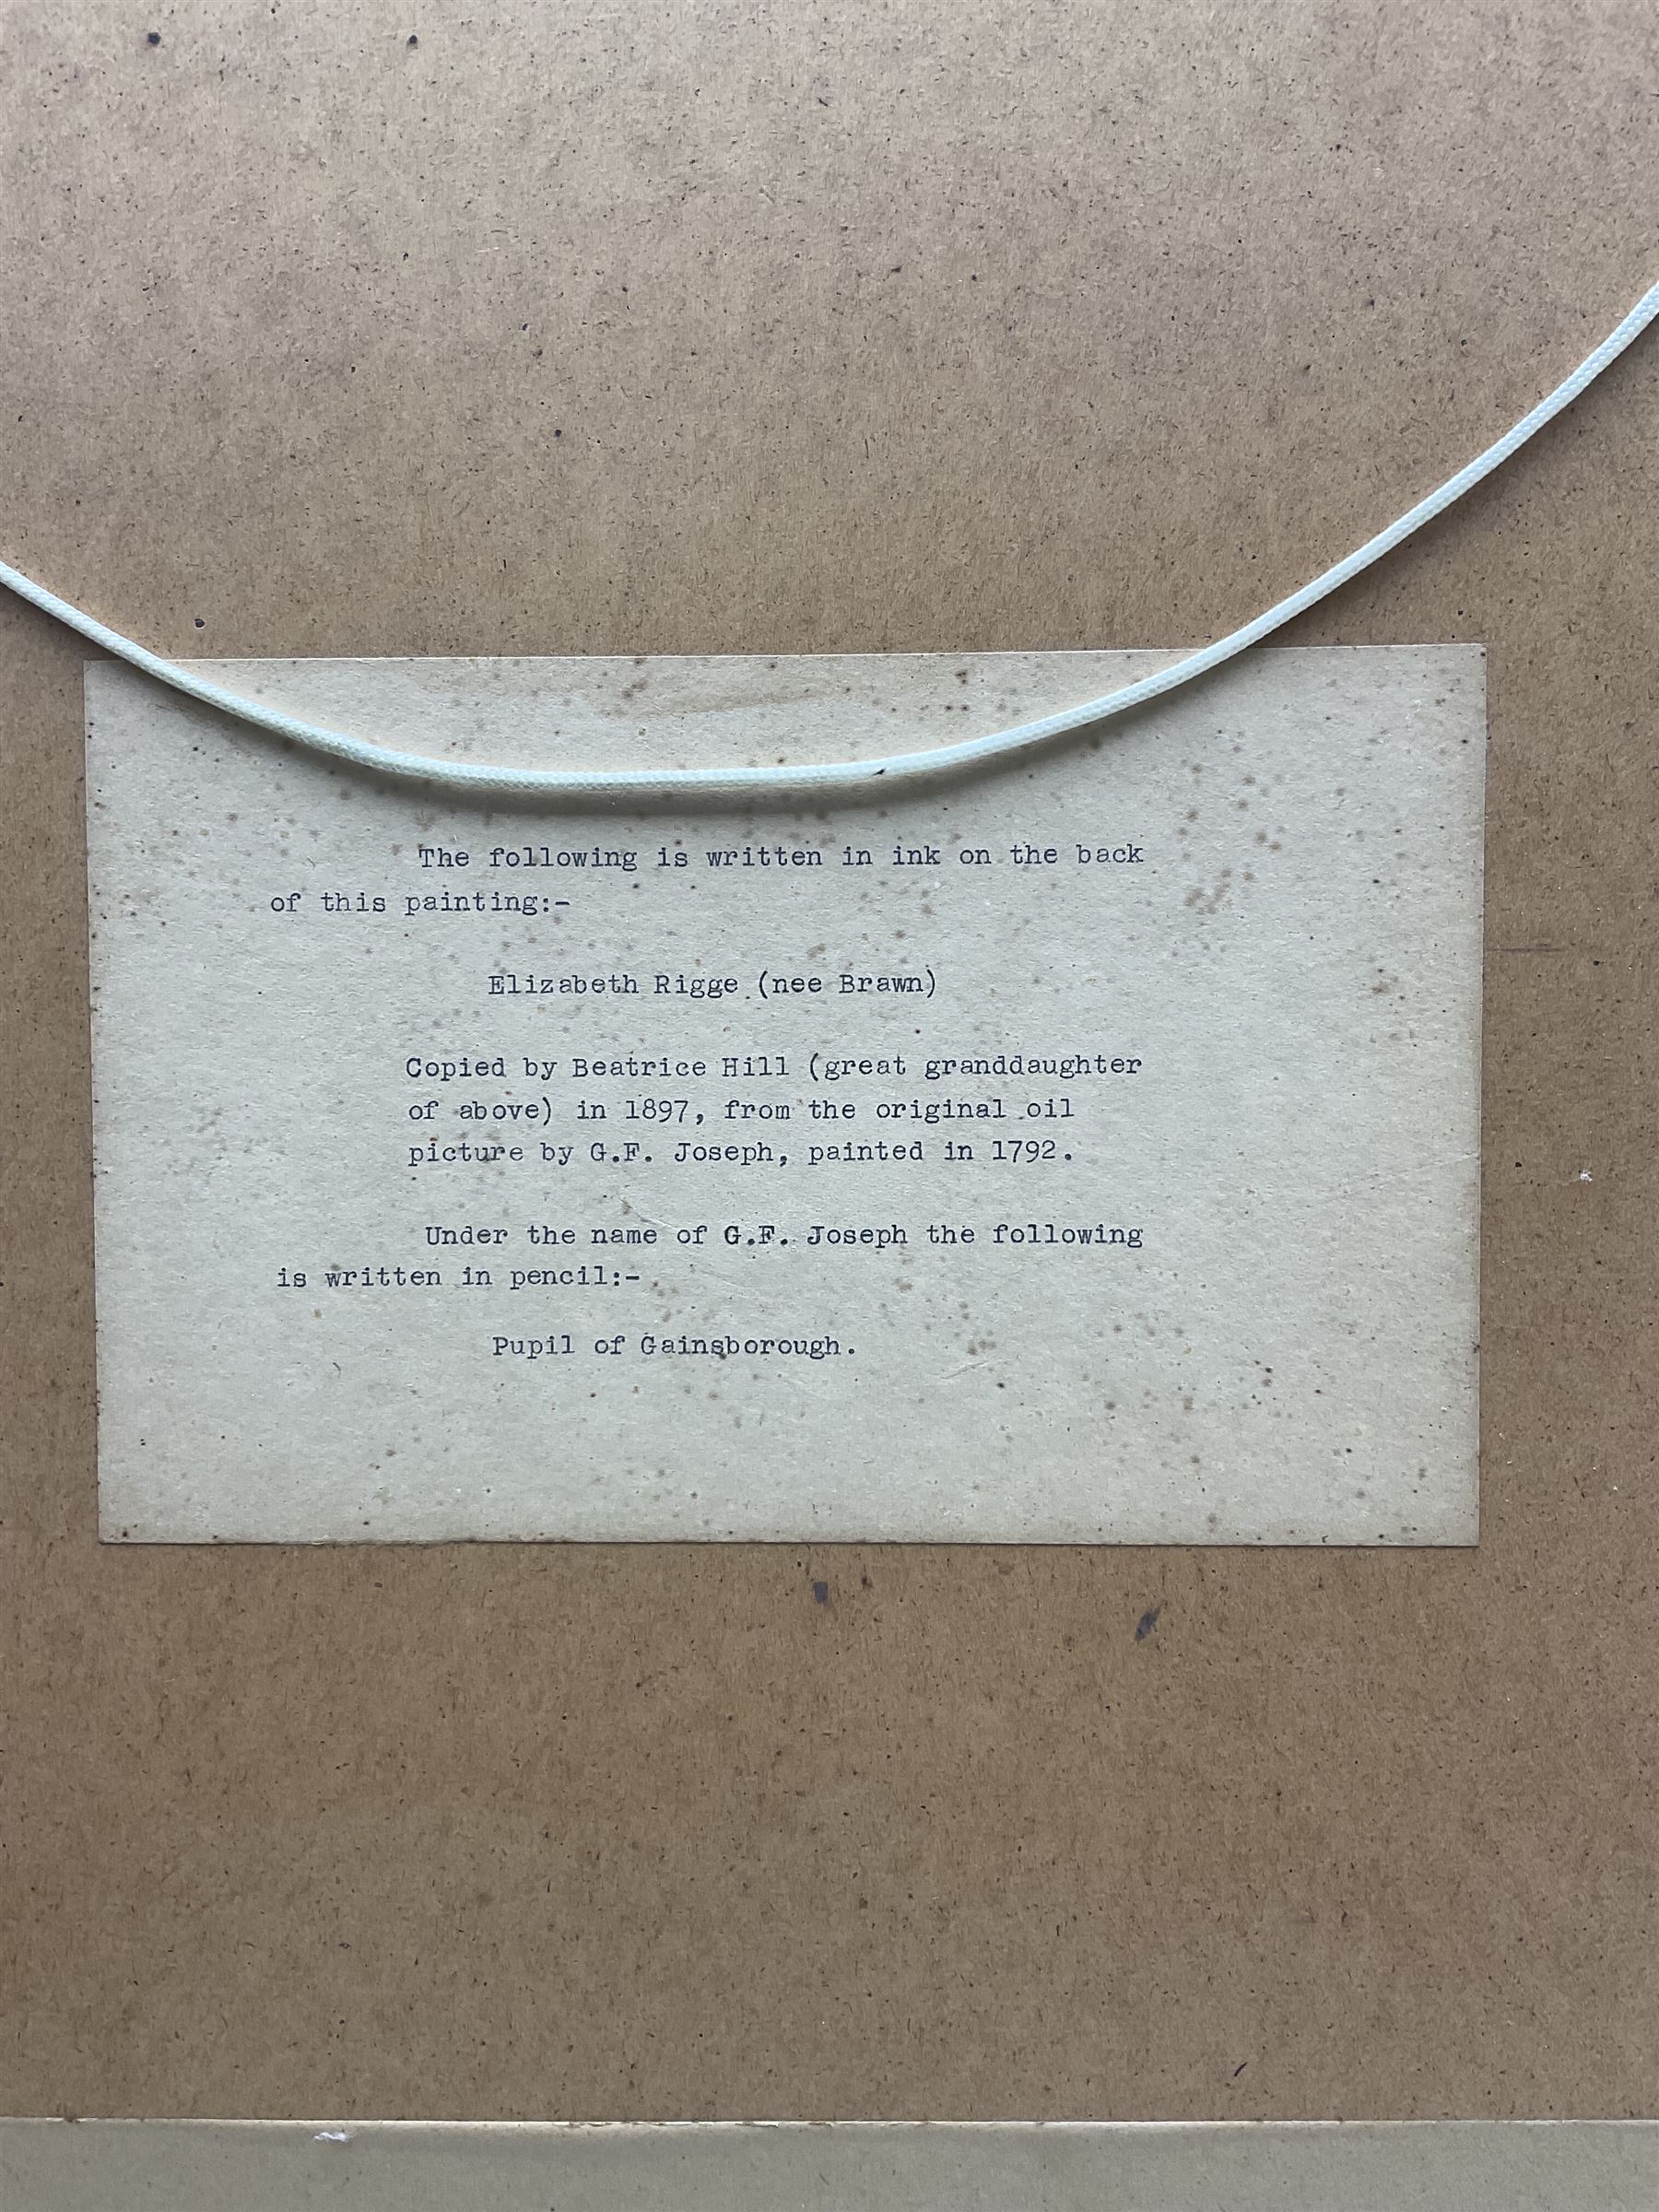 The following is written in ink on the back
of this painting:-
Elizabeth Rigge (nee Brawn)
Copied by Beatrice Hill (great granddaughter
of above) in 1897, from the original oil
picture by G.F. Joseph, painted in 1792.
Under the name of G.F. Joseph the following
is written in pencil:-
Pupil of Gainsborough.